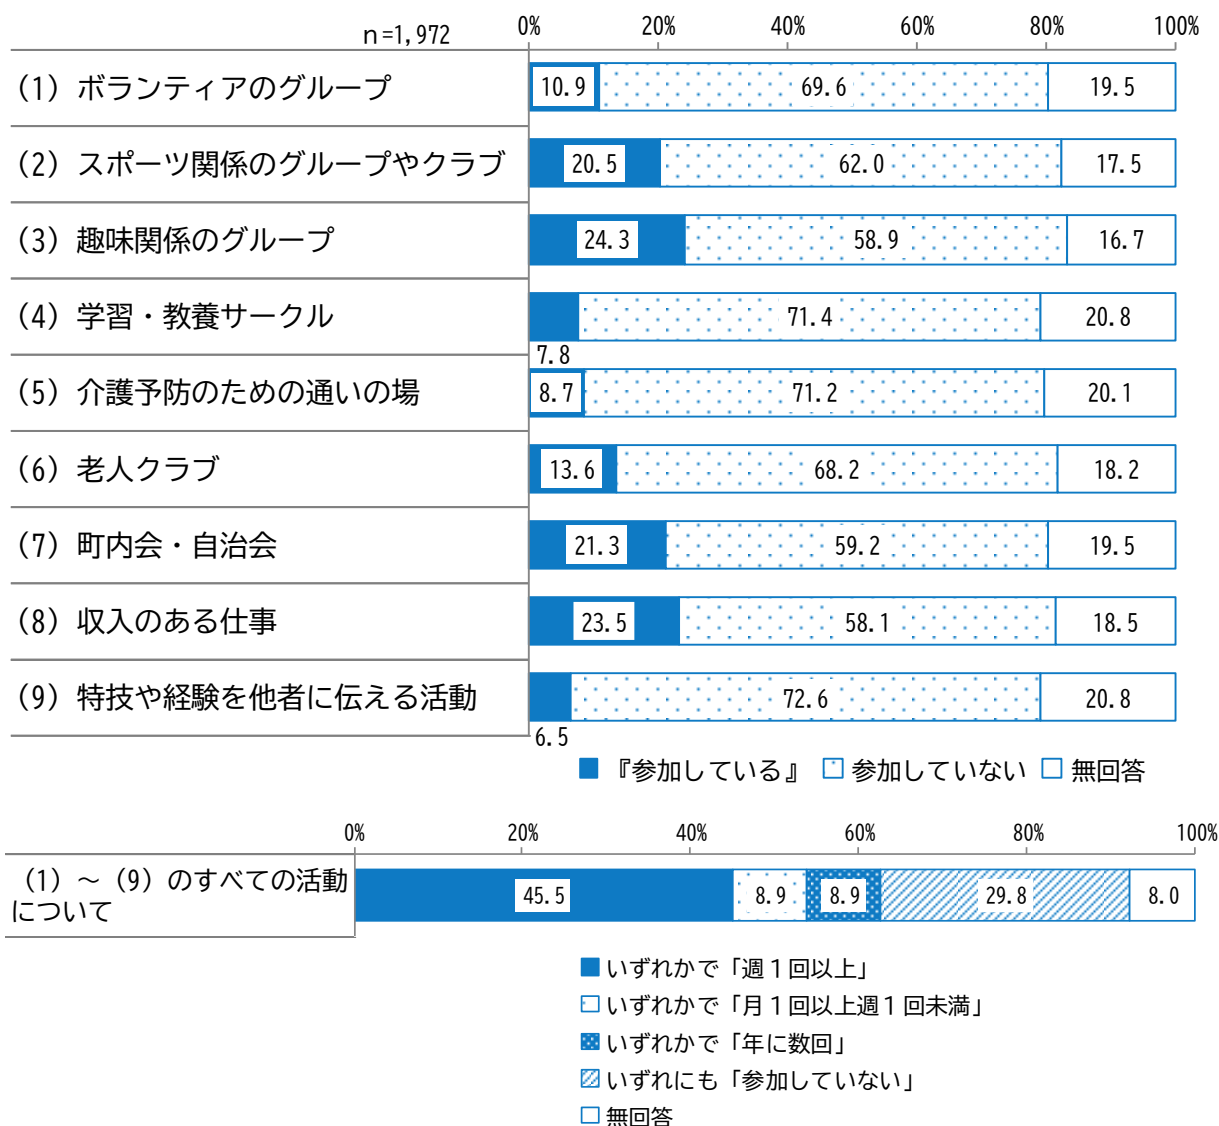 n=1,972
0% 20% 40% 60% 80% 100%
(1) ボランティアのグループ 10.9 69.6 19.5
(2) スポーツ関係のグループやクラブ 20.5 62.0 17.5
(3) 趣味関係のグループ 24.3 58.9 16.7
(4) 学習・教養サークル 7.8 71.4 20.8
(5) 介護予防のための通いの場 8.7 71.2 20.1
(6) 老人クラブ 13.6 68.2 18.2
(7) 町内会・自治会 21.3 59.2 19.5
(8) 収入のある仕事 23.5 58.1 18.5
(9) 特技や経験を他者に伝える活動 6.5 72.6 20.8
『参加している』 参加していない 無回答
0% 20% 40% 60% 80% 100%
(1)～(9)のすべての活動
について
45.5 8.9 8.9 29.8 8.0
いずれかで「週1回以上」
いずれかで「月1回以上週1回未満」
いずれかで「年に数回」
いずれにも「参加していない」
無回答